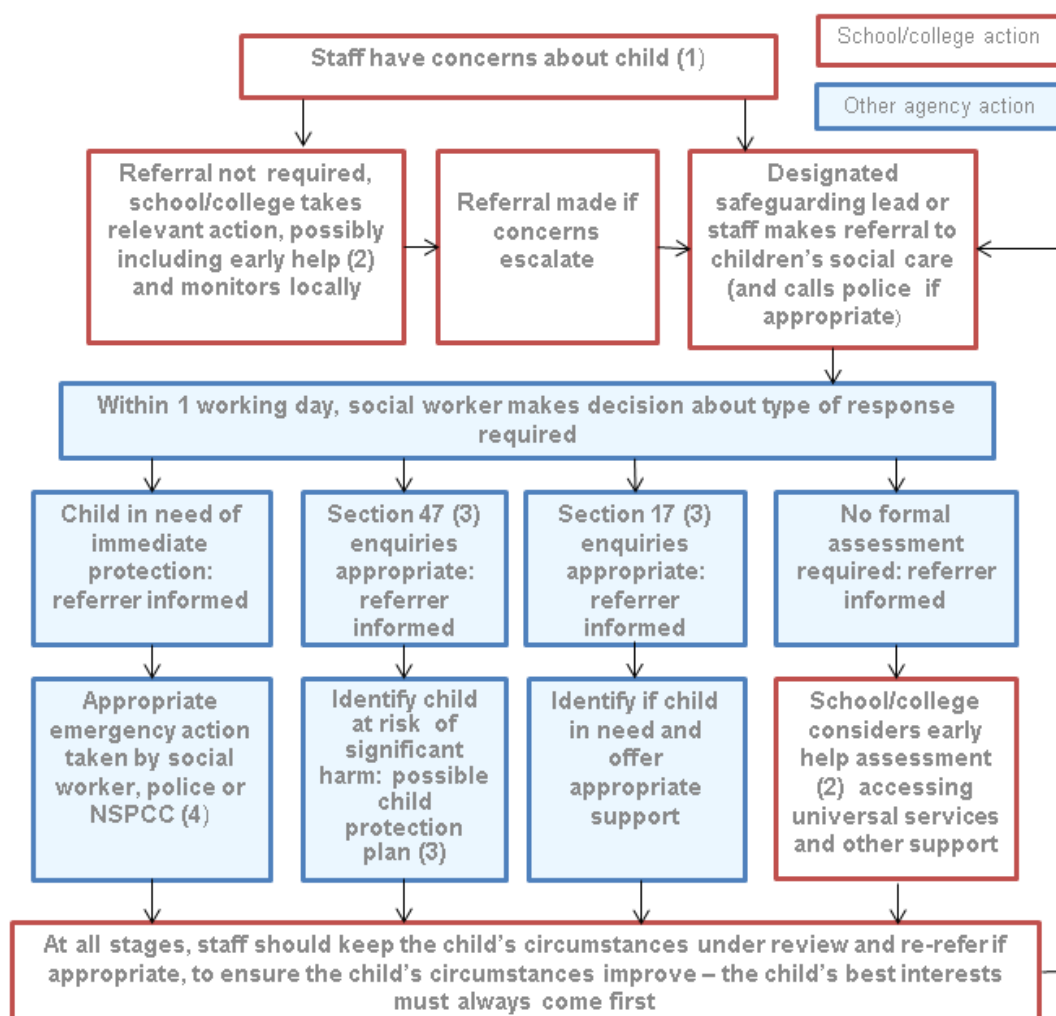 School/college action
Other agency action
Staff have concerns about child (1)
Referral not required,
school/college takes
relevant action, possibly
including early help (2)
and monitors locally
Referral made if
concerns
escalate
Designated
safeguarding lead or
staff makes referral to
children’s social care
(and calls police if
appropriate)
Within 1 working day, social worker makes decision about type of response
required
Child in need of
immediate
protection:
referrer informed
Section 47 (3)
enquiries
appropriate:
referrer
informed
Section 17 (3)
enquiries
appropriate:
referrer
informed
No formal
assessment
required: referrer
informed
Appropriate
emergency action
taken by social
worker, police or
NSPCC (4)
Identify child
at risk of
significant
harm: possible
child
protection
plan (3)
Identify if child
in need and
offer
appropriate
support
School/college
considers early
help assessment
(2) accessing
universal services
and other support
At all stages, staff should keep the child’s circumstances under review and re-refer if
appropriate, to ensure the child’s circumstances improve – the child’s best interests
must always come first